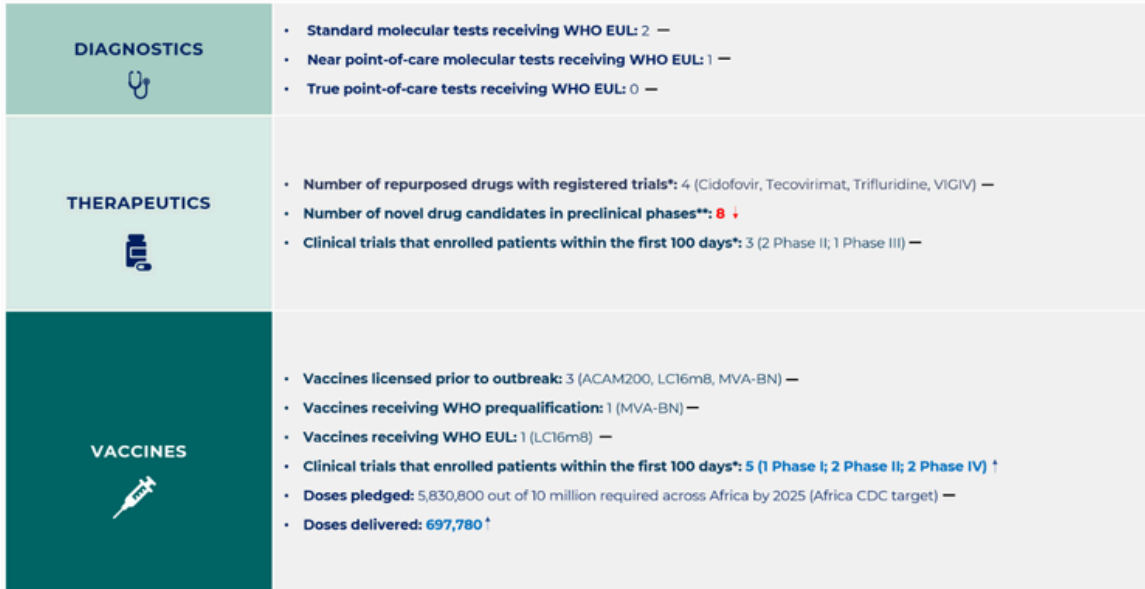 DIAGNOSTICS
• Standard molecular tests receiving WHO EUL: 2 —
• Near point-of-care molecular tests receiving WHO EUL: 1 —
• True point-of-care tests receiving WHO EUL: 0 —
THERAPEUTICS
• Number of repurposed drugs with registered trials*: 4 (Cidofovir, Tecovirimat, Trifluridine, VIGIV) —
• Number of novel drug candidates in preclinical phases**: 8 ↓
• Clinical trials that enrolled patients within the first 100 days*: 3 (2 Phase II; 1 Phase III) —
VACCINES
• Vaccines licensed prior to outbreak: 3 (ACAM200, LC16m8, MVA-BN) —
• Vaccines receiving WHO prequalification: 1 (MVA-BN) —
• Vaccines receiving WHO EUL: 1 (LC16m8) —
• Clinical trials that enrolled patients within the first 100 days*: 5 (1 Phase I; 2 Phase II; 2 Phase IV) ↑
• Doses pledged: 5,830,800 out of 10 million required across Africa by 2025 (Africa CDC target) —
• Doses delivered: 697,780 ↑